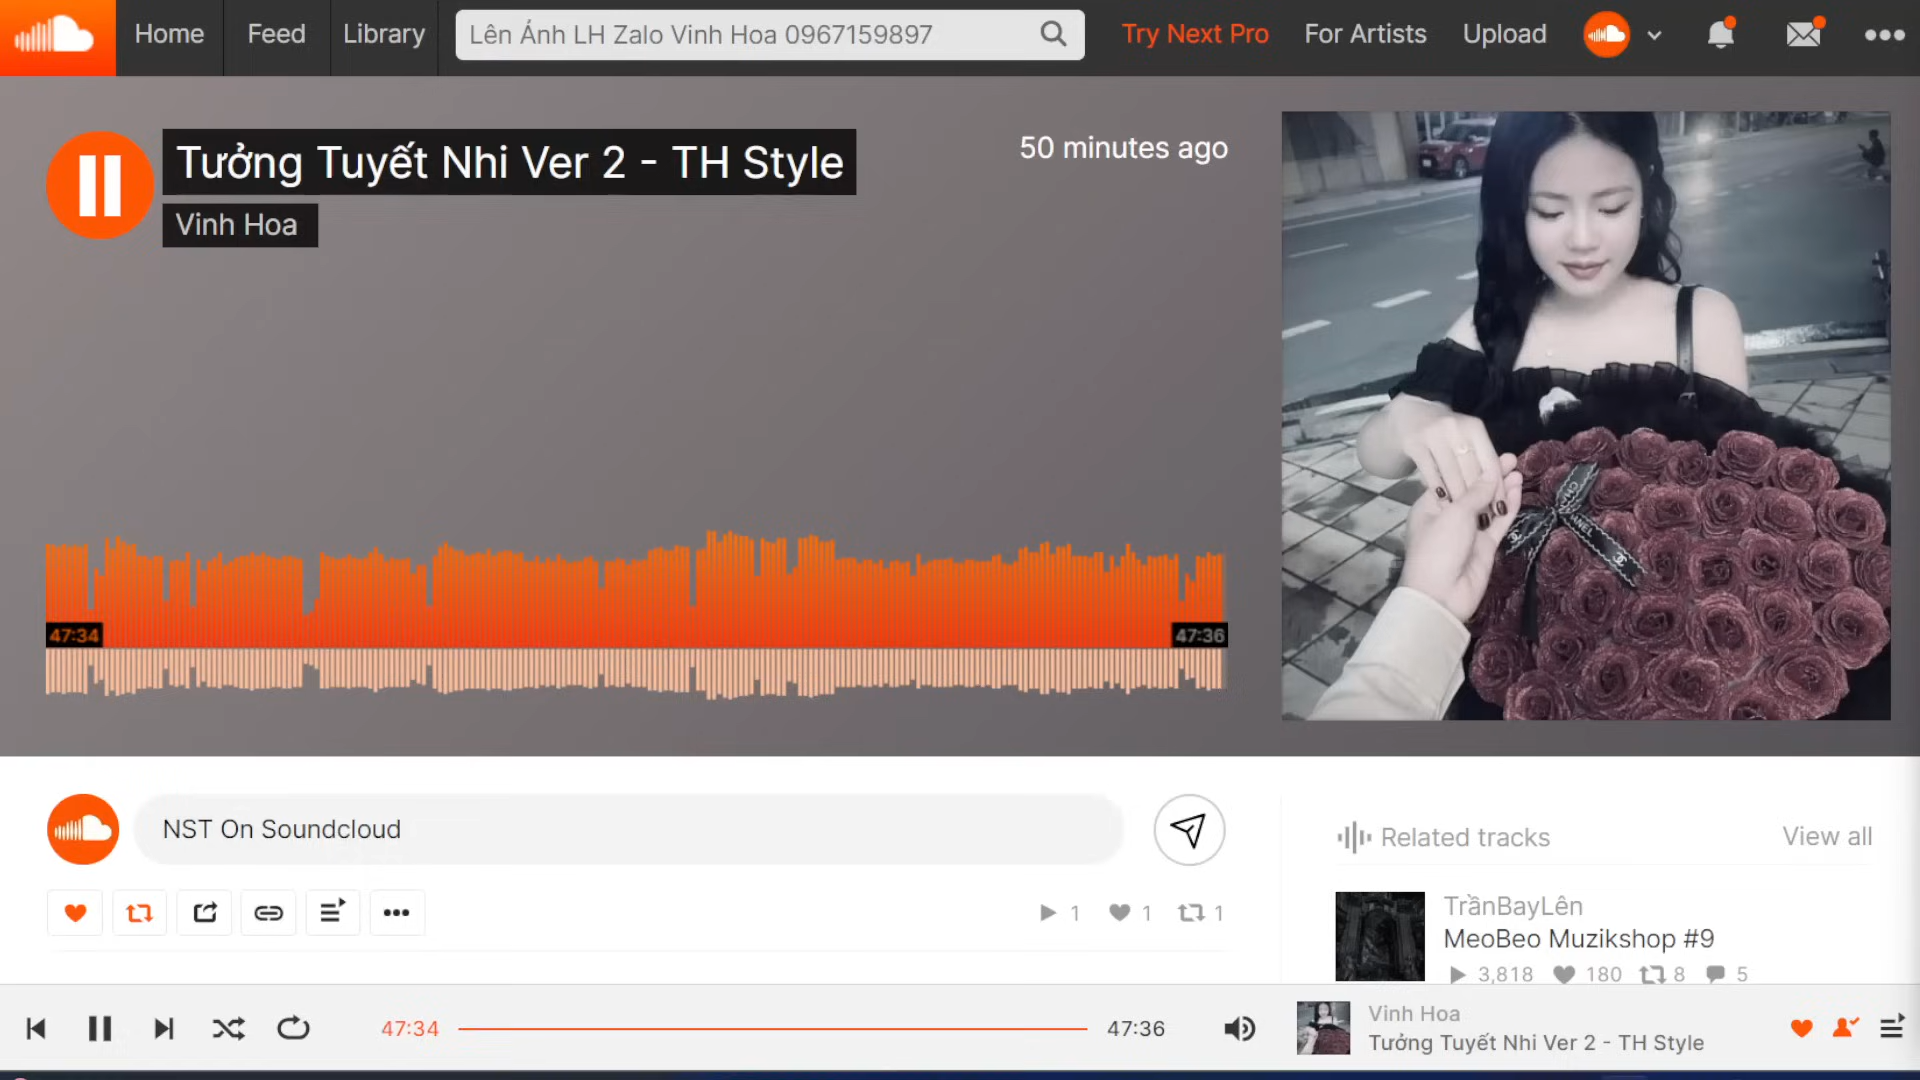 Home
Feed
Library
Lên Ảnh LH Zalo Vinh Hoa 0967159897
Try Next Pro
For Artists
Upload
Tưởng Tuyết Nhi Ver 2 - TH Style
Vinh Hoa
50 minutes ago
CHANEL
CHANEL
47:34
47:36
NST On Soundcloud
1
1
1
Related tracks
View all
TrầnBayLên
MeoBeo Muzikshop #9
3,818 180 8 5
47:34
47:36
Vinh Hoa
Tưởng Tuyết Nhi Ver 2 - TH Style